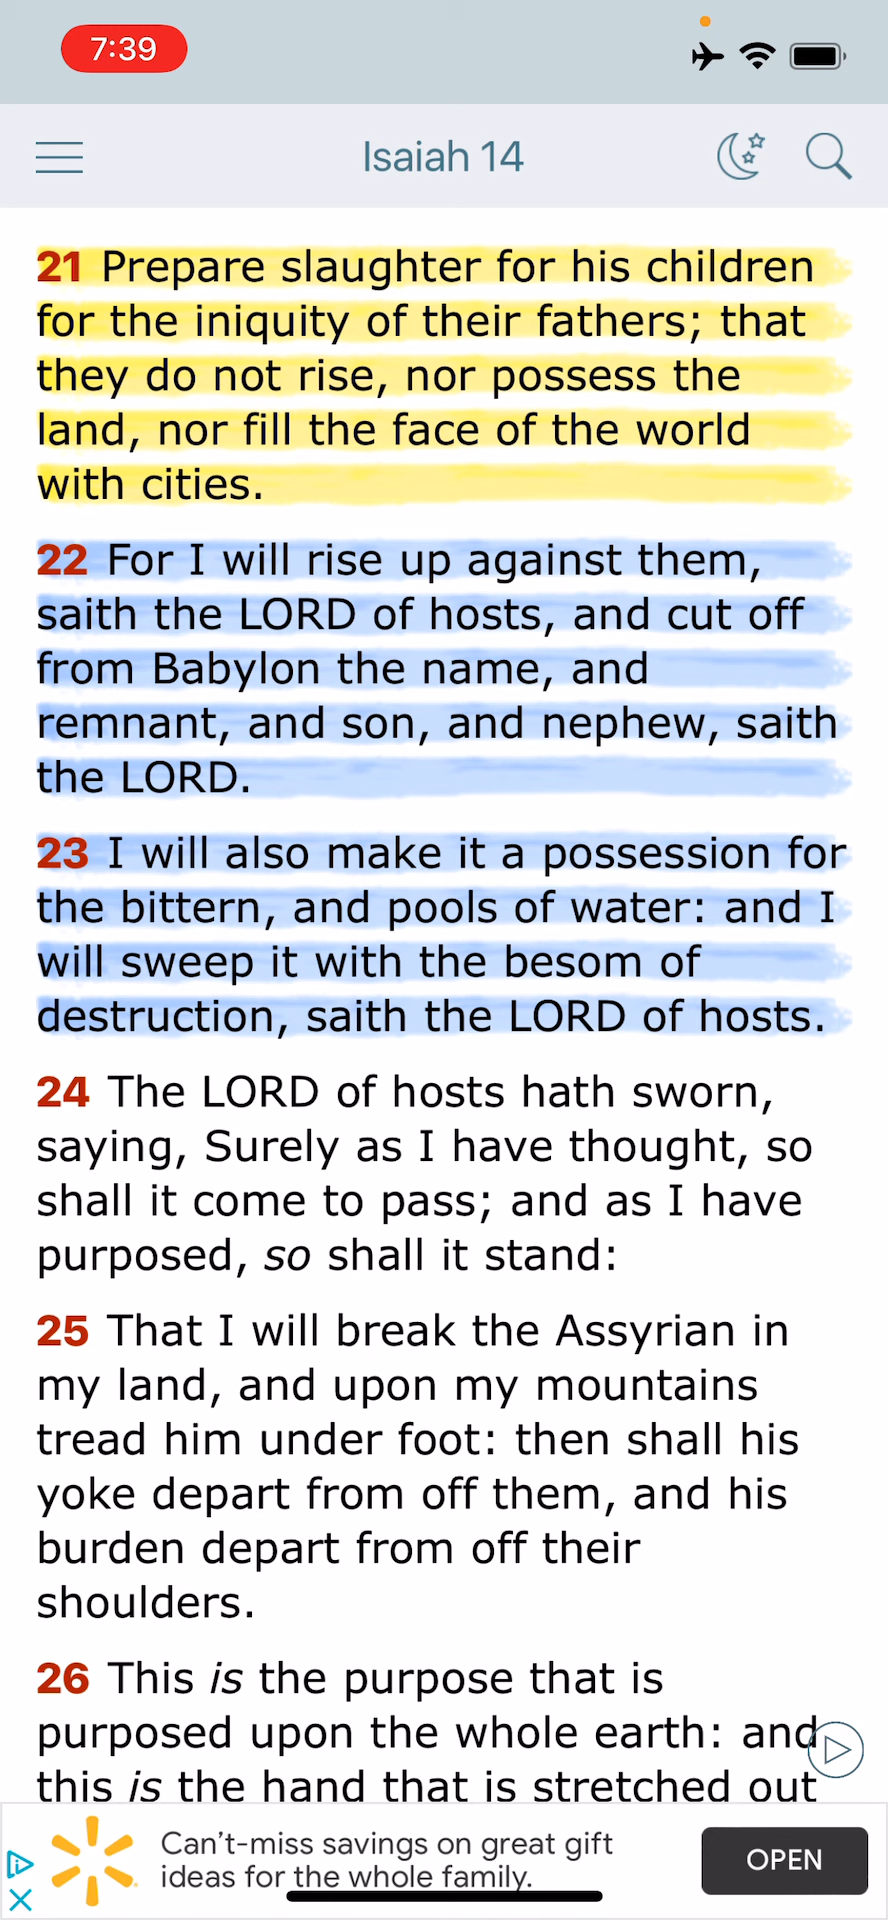 7:39
Isaiah 14
21 Prepare slaughter for his children
for the iniquity of their fathers; that
they do not rise, nor possess the
land, nor fill the face of the world
with cities.
22 For I will rise up against them,
saith the LORD of hosts, and cut off
from Babylon the name, and
remnant, and son, and nephew, saith
the LORD.
23 I will also make it a possession for
the bittern, and pools of water: and I
will sweep it with the besom of
destruction, saith the LORD of hosts.
24 The LORD of hosts hath sworn,
saying, Surely as I have thought, so
shall it come to pass; and as I have
purposed, so shall it stand:
25 That I will break the Assyrian in
my land, and upon my mountains
tread him under foot: then shall his
yoke depart from off them, and his
burden depart from off their
shoulders.
26 This is the purpose that is
purposed upon the whole earth: and
this is the hand that is stretched out
Can't-miss savings on great gift
ideas for the whole family.
OPEN